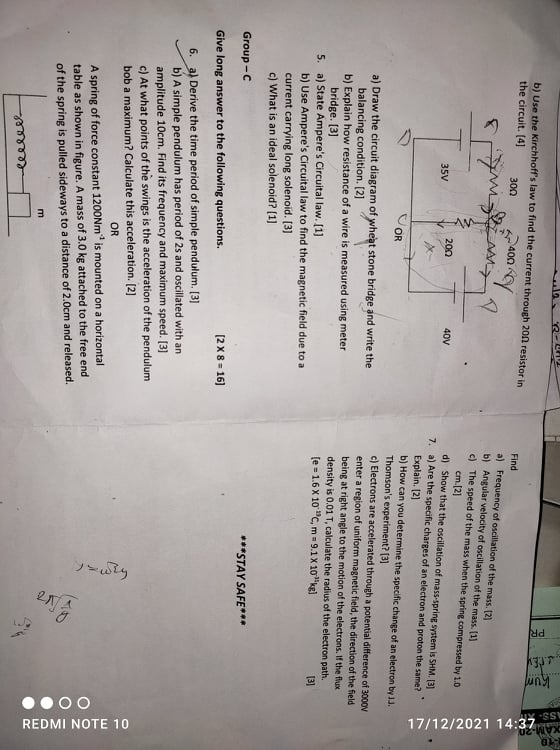 b) Use the Kirchhoff's law to find the current through 20Ω resistor in
the circuit. [4]
30Ω
40Ω
35V
20Ω
40V
OR
a) Draw the circuit diagram of wheat stone bridge and write the
balancing condition. [2]
b) Explain how resistance of a wire is measured using meter
bridge. [3]
5. a) State Ampere's Circuital law. [1]
b) Use Ampere's Circuital law to find the magnetic field due to a
current carrying long solenoid. [3]
c) What is an ideal solenoid? [1]
Group – C
Give long answer to the following questions. [2 X 8 = 16]
6. a) Derive the time period of simple pendulum. [3]
b) A simple pendulum has period of 2s and oscillated with an
amplitude 10cm. Find its frequency and maximum speed. [3]
c) At what points of the swings is the acceleration of the pendulum
bob a maximum? Calculate this acceleration. [2]
OR
A spring of force constant 1200Nm⁻¹ is mounted on a horizontal
table as shown in figure. A mass of 3.0 kg attached to the free end
of the spring is pulled sideways to a distance of 2.0cm and released.
m
Find
a) Frequency of oscillation of the mass. [2]
b) Angular velocity of oscillation of the mass. [1]
c) The speed of the mass when the spring compressed by 1.0
cm.[2]
d) Show that the oscillation of mass-spring system is SHM. [3]
7. a) Are the specific charges of an electron and proton the same?
Explain. [2]
b) How can you determine the specific change of an electron by J.J.
Thomson's experiment? [3]
c) Electrons are accelerated through a potential difference of 3000V
enter a region of uniform magnetic field, the direction of the field
being at right angle to the motion of the electrons. If the flux
density is 0.01 T, calculate the radius of the electron path.
[e = 1.6 X 10⁻¹⁹C, m = 9.1 X 10⁻³¹kg] [3]
***STAY SAFE***
17/12/2021 14:37
REDMI NOTE 10